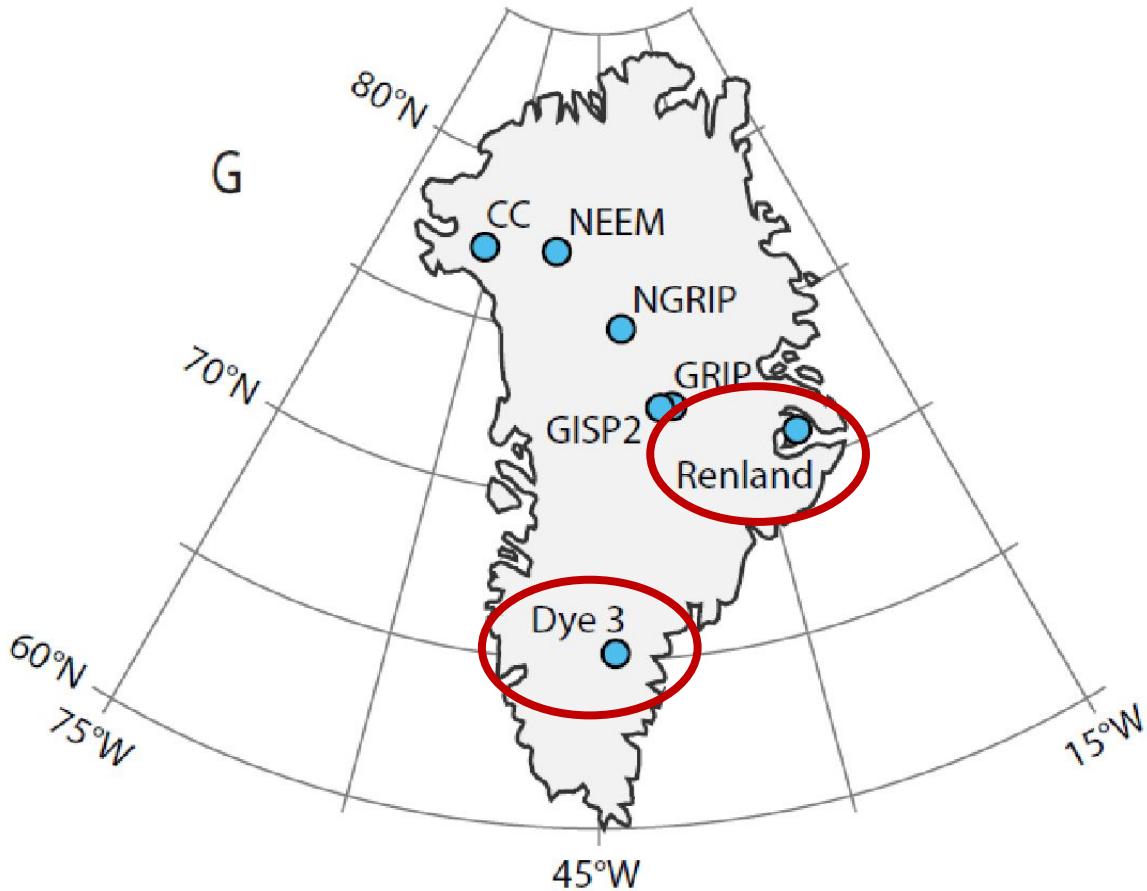 80°N
G
CC
NEEM
NGRIP
70°N
GRIP
GISP2
Renland
Dye 3
60°N
75°W
15°W
45°W